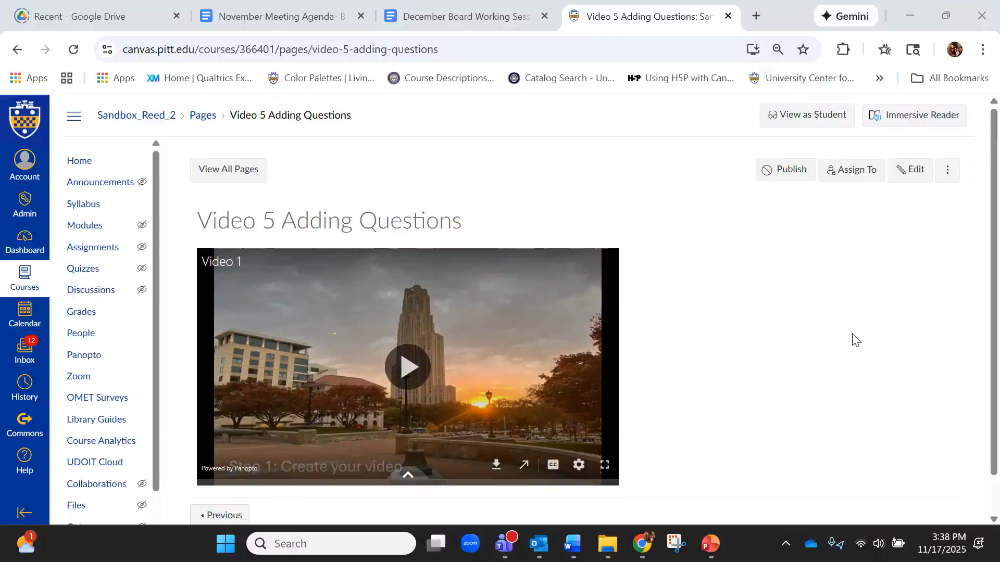 Recent - Google Drive
November Meeting Agenda- B
December Board Working Sess
Video 5 Adding Questions: San
Gemini
canvas.pitt.edu/courses/366401/pages/video-5-adding-questions
Apps
Apps
XM Home | Qualtrics Ex...
Color Palettes | Livin...
Course Descriptions...
Catalog Search - Un...
H-P Using H5P with Can...
University Center fo...
All Bookmarks
Sandbox_Reed_2 › Pages › Video 5 Adding Questions
View as Student
Immersive Reader
Account
Admin
Dashboard
Courses
Calendar
12
Inbox
History
Commons
Help
Home
Announcements
Syllabus
Modules
Assignments
Quizzes
Discussions
Grades
People
Panopto
Zoom
OMET Surveys
Library Guides
Course Analytics
UDOIT Cloud
Collaborations
Files
View All Pages
Publish
Assign To
Edit
Video 5 Adding Questions
Video 1
Step 1: Create your video
Powered by Panopto
CC
Previous
1
Search
zoom
3:38 PM
11/17/2025